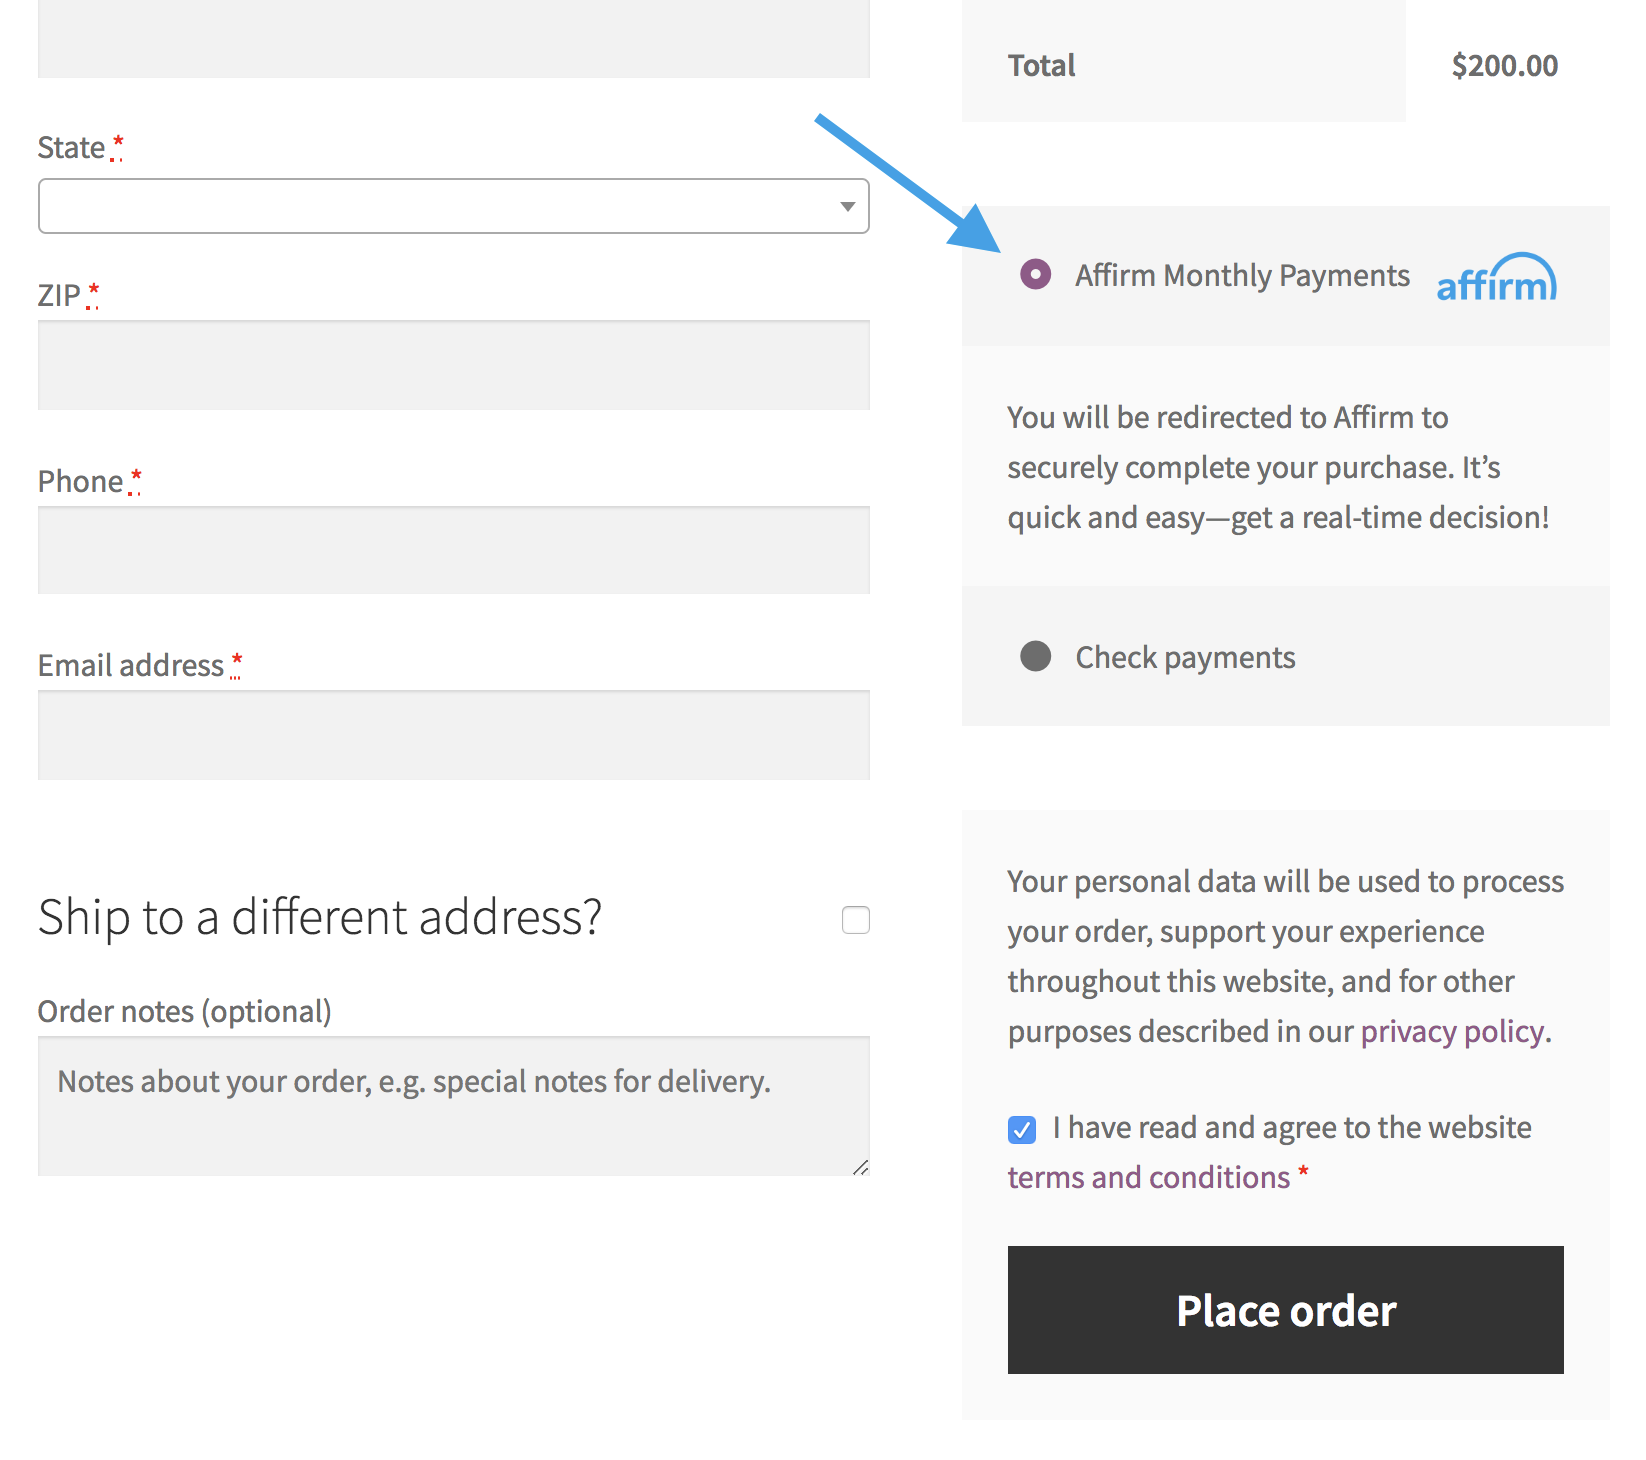 State *
ZIP *
Phone *
Email address *
Ship to a different address?
Order notes (optional)
Notes about your order, e.g. special notes for delivery.
Total $200.00
Affirm Monthly Payments affirm
You will be redirected to Affirm to
securely complete your purchase. It’s
quick and easy—get a real-time decision!
Check payments
Your personal data will be used to process
your order, support your experience
throughout this website, and for other
purposes described in our privacy policy.
I have read and agree to the website
terms and conditions *
Place order